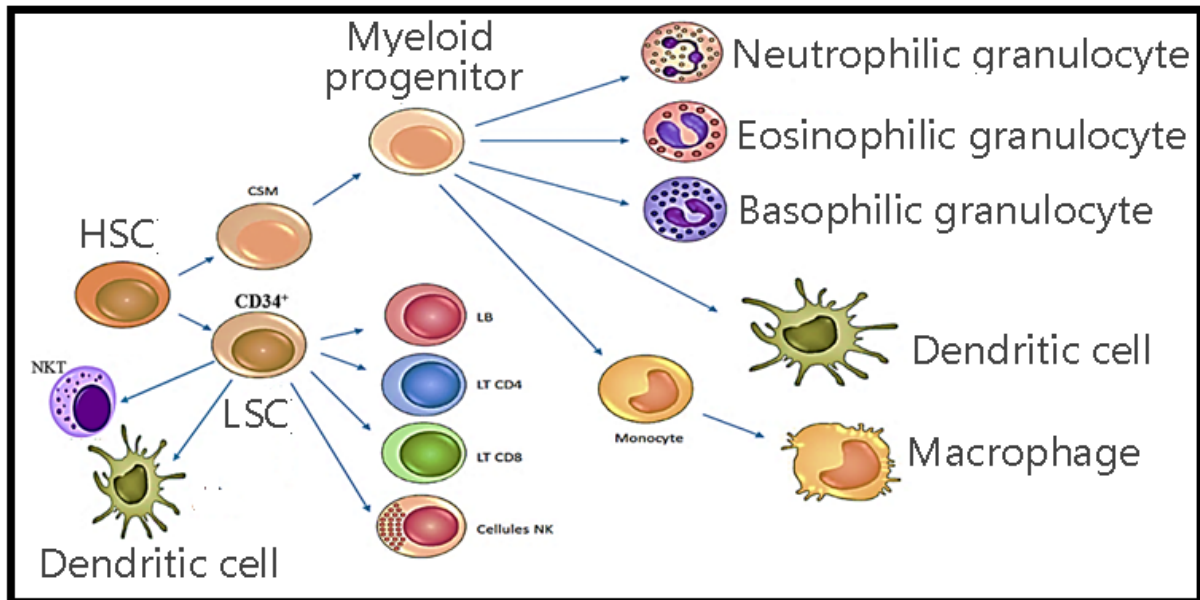 Myeloid
progenitor
Neutrophilic granulocyte
Eosinophilic granulocyte
Basophilic granulocyte
CSM
HSC
CD34⁺
LB
NKT
LT CD4
LSC
Dendritic cell
Monocyte
Macrophage
LT CD8
Cellules NK
Dendritic cell